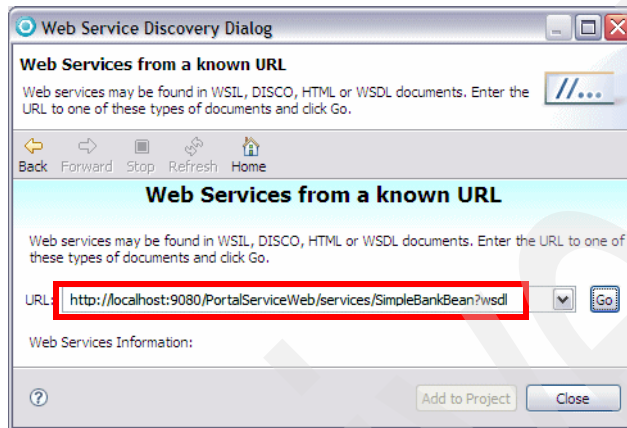 Web Service Discovery Dialog
Web Services from a known URL
Web services may be found in WSIL, DISCO, HTML or WSDL documents. Enter the
URL to one of these types of documents and click Go.
//...
Back Forward Stop Refresh Home
Web Services from a known URL
Web services may be found in WSIL, DISCO, HTML or WSDL documents. Enter the URL to one of
these types of documents and click Go.
URL: http://localhost:9080/PortalServiceWeb/services/SimpleBankBean?wsdl Go
Web Services Information:
? Add to Project Close